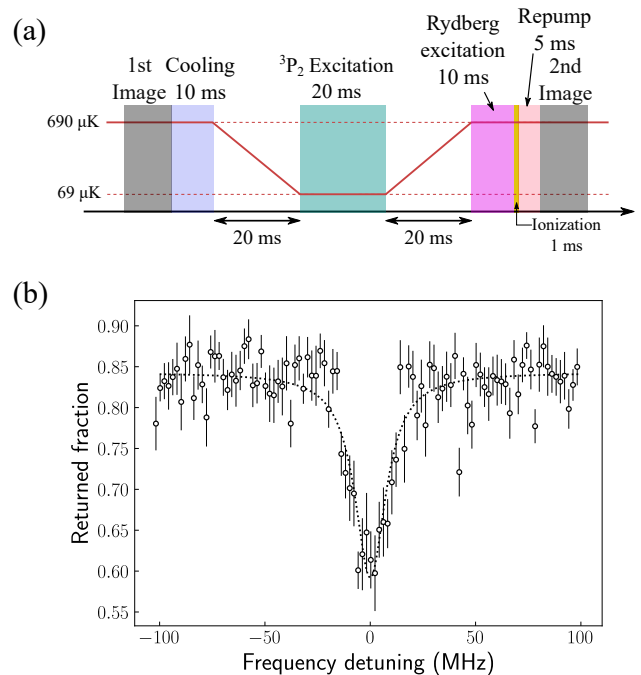 (a)
1st
Image
Cooling
10 ms
³P₂ Excitation
20 ms
Rydberg
excitation
10 ms
Repump
5 ms
2nd
Image
690 μK
69 μK
20 ms
20 ms
Ionization
1 ms
(b)
Returned fraction
0.90
0.85
0.80
0.75
0.70
0.65
0.60
0.55
−100
−50
0
50
100
Frequency detuning (MHz)